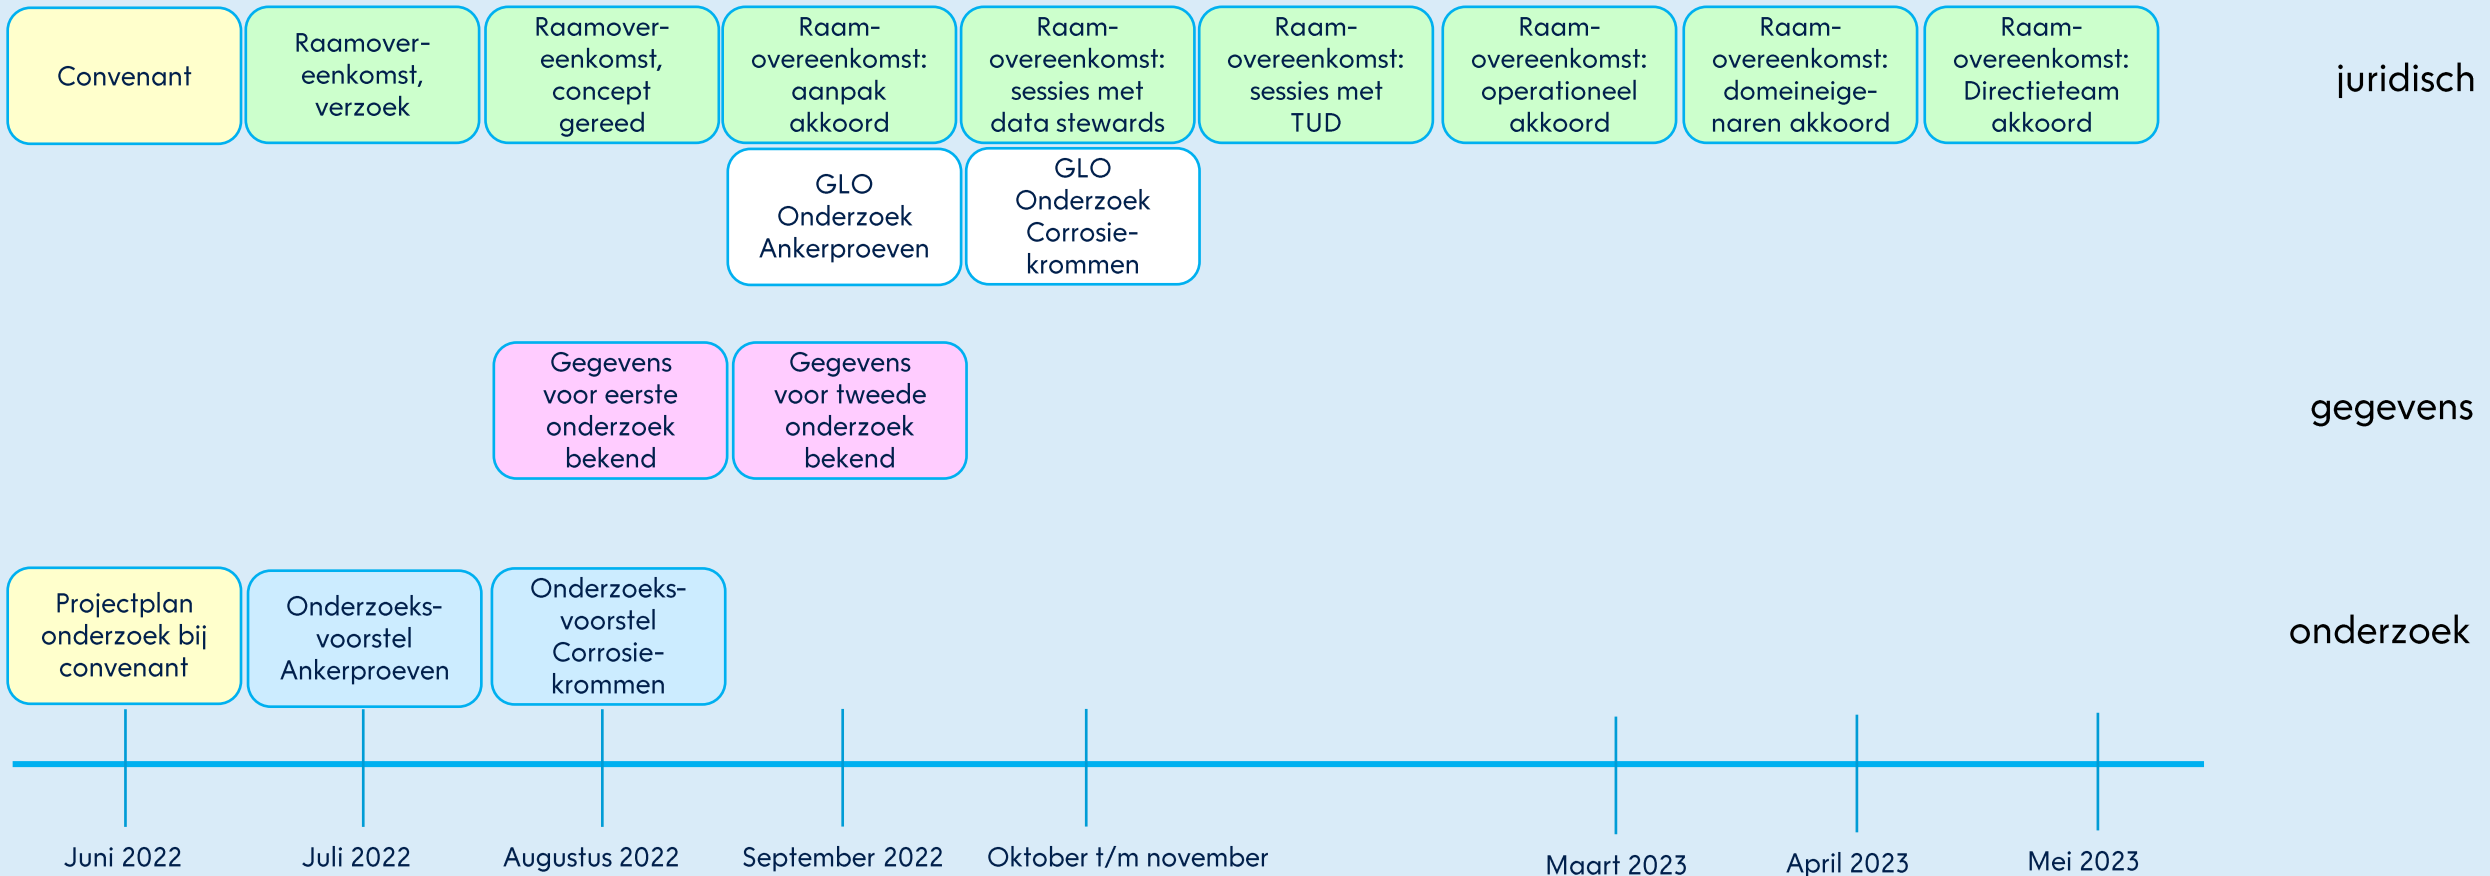 Convenant
Raamover-
eenkomst,
verzoek
Raamover-
eenkomst,
concept
gereed
Raam-
overeenkomst:
aanpak
akkoord
Raam-
overeenkomst:
sessies met
data stewards
Raam-
overeenkomst:
sessies met
TUD
Raam-
overeenkomst:
operationeel
akkoord
Raam-
overeenkomst:
domeineige-
naren akkoord
Raam-
overeenkomst:
Directieteam
akkoord
juridisch
GLO
Onderzoek
Ankerproeven
GLO
Onderzoek
Corrosie-
krommen
Gegevens
voor eerste
onderzoek
bekend
Gegevens
voor tweede
onderzoek
bekend
gegevens
Projectplan
onderzoek bij
convenant
Onderzoeks-
voorstel
Ankerproeven
Onderzoeks-
voorstel
Corrosie-
krommen
onderzoek
Juni 2022
Juli 2022
Augustus 2022
September 2022
Oktober t/m november
Maart 2023
April 2023
Mei 2023